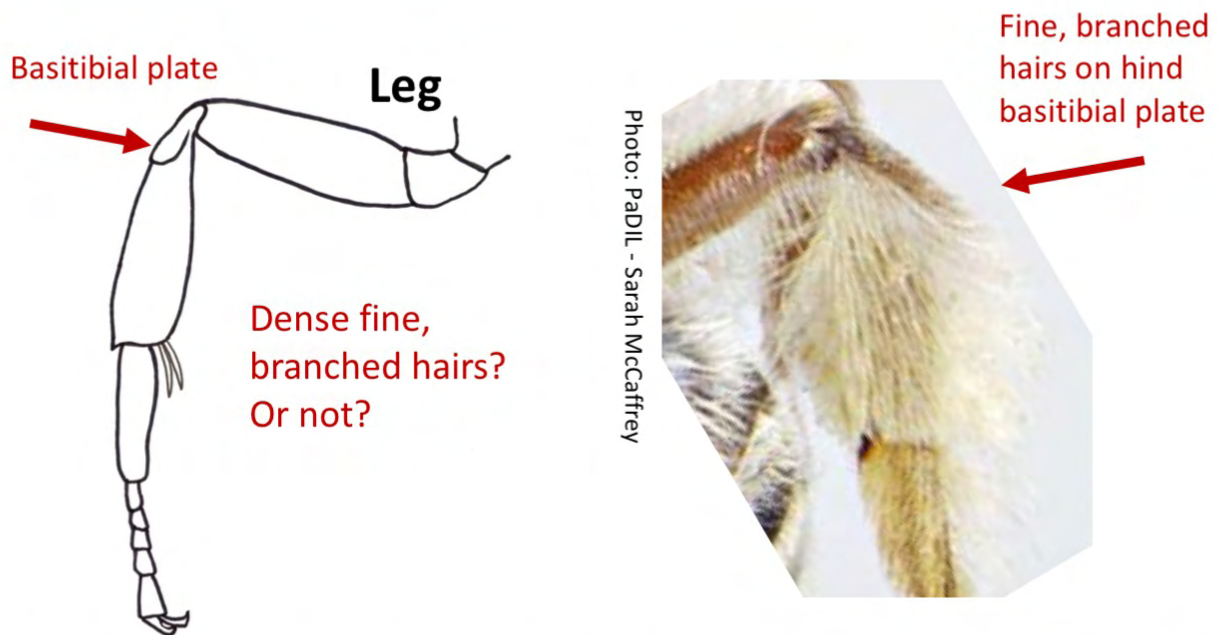 Basitibial plate
Leg
Dense fine,
branched hairs?
Or not?
Photo: PaDIL - Sarah McCaffrey
Fine, branched
hairs on hind
basitibial plate